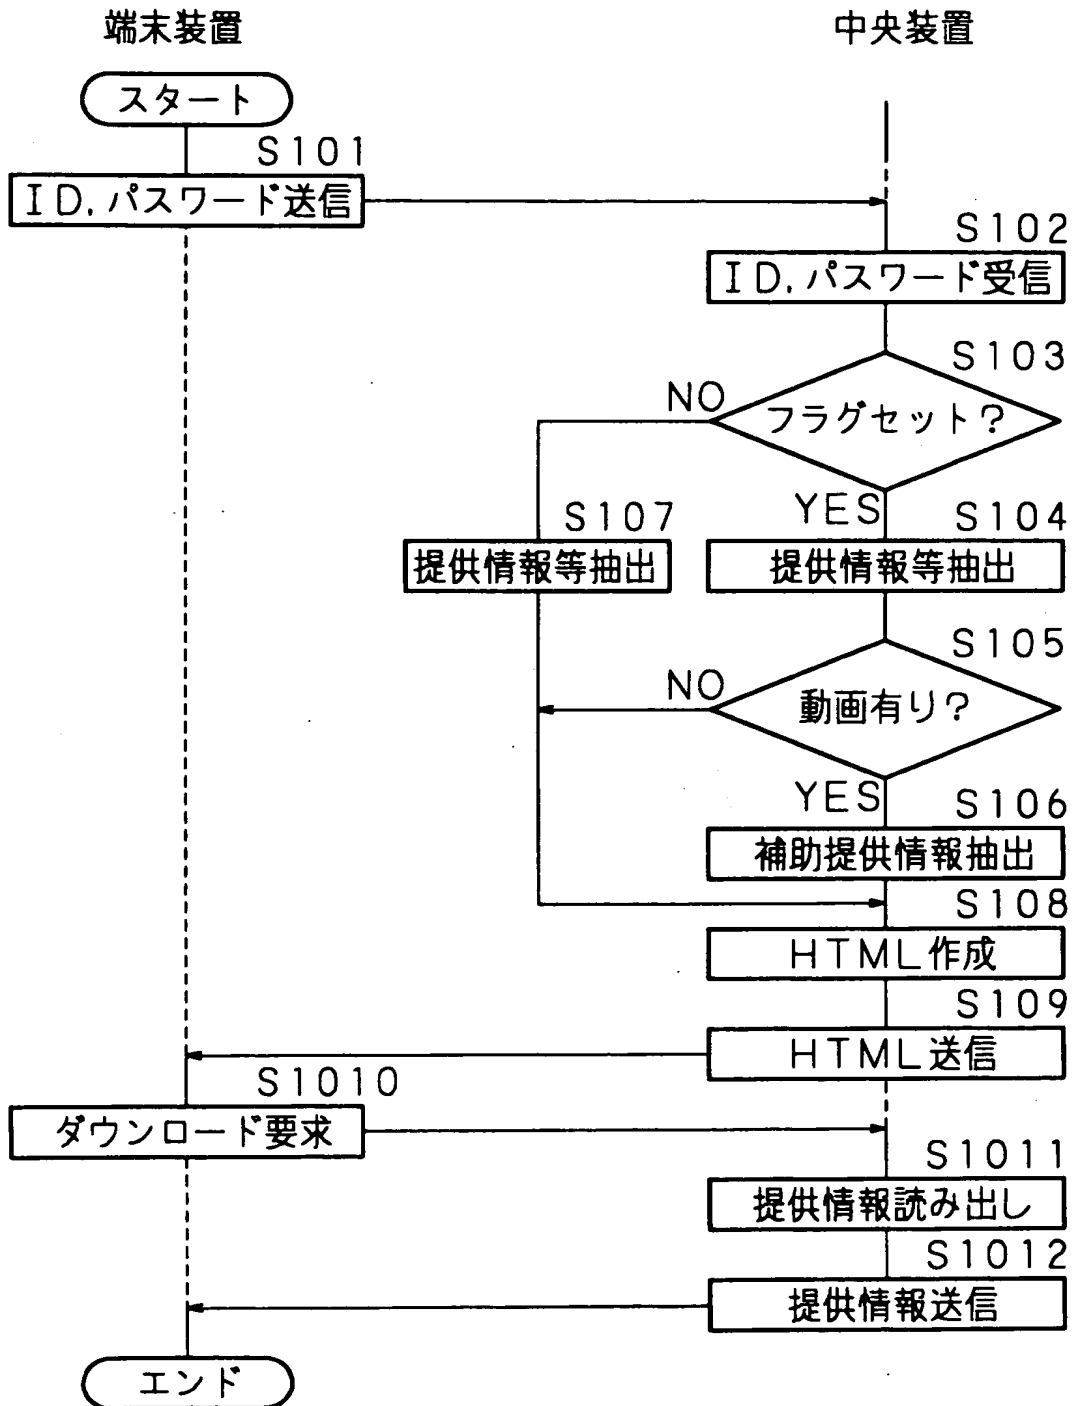 端末装置
中央装置
スタート
S101
ID,パスワード送信
S102
ID,パスワード受信
S103
フラグセット?
NO
YES
S107
提供情報等抽出
S104
提供情報等抽出
S105
動画有り?
NO
YES
S106
補助提供情報抽出
S108
HTML作成
S109
HTML送信
S1010
ダウンロード要求
S1011
提供情報読み出し
S1012
提供情報送信
エンド